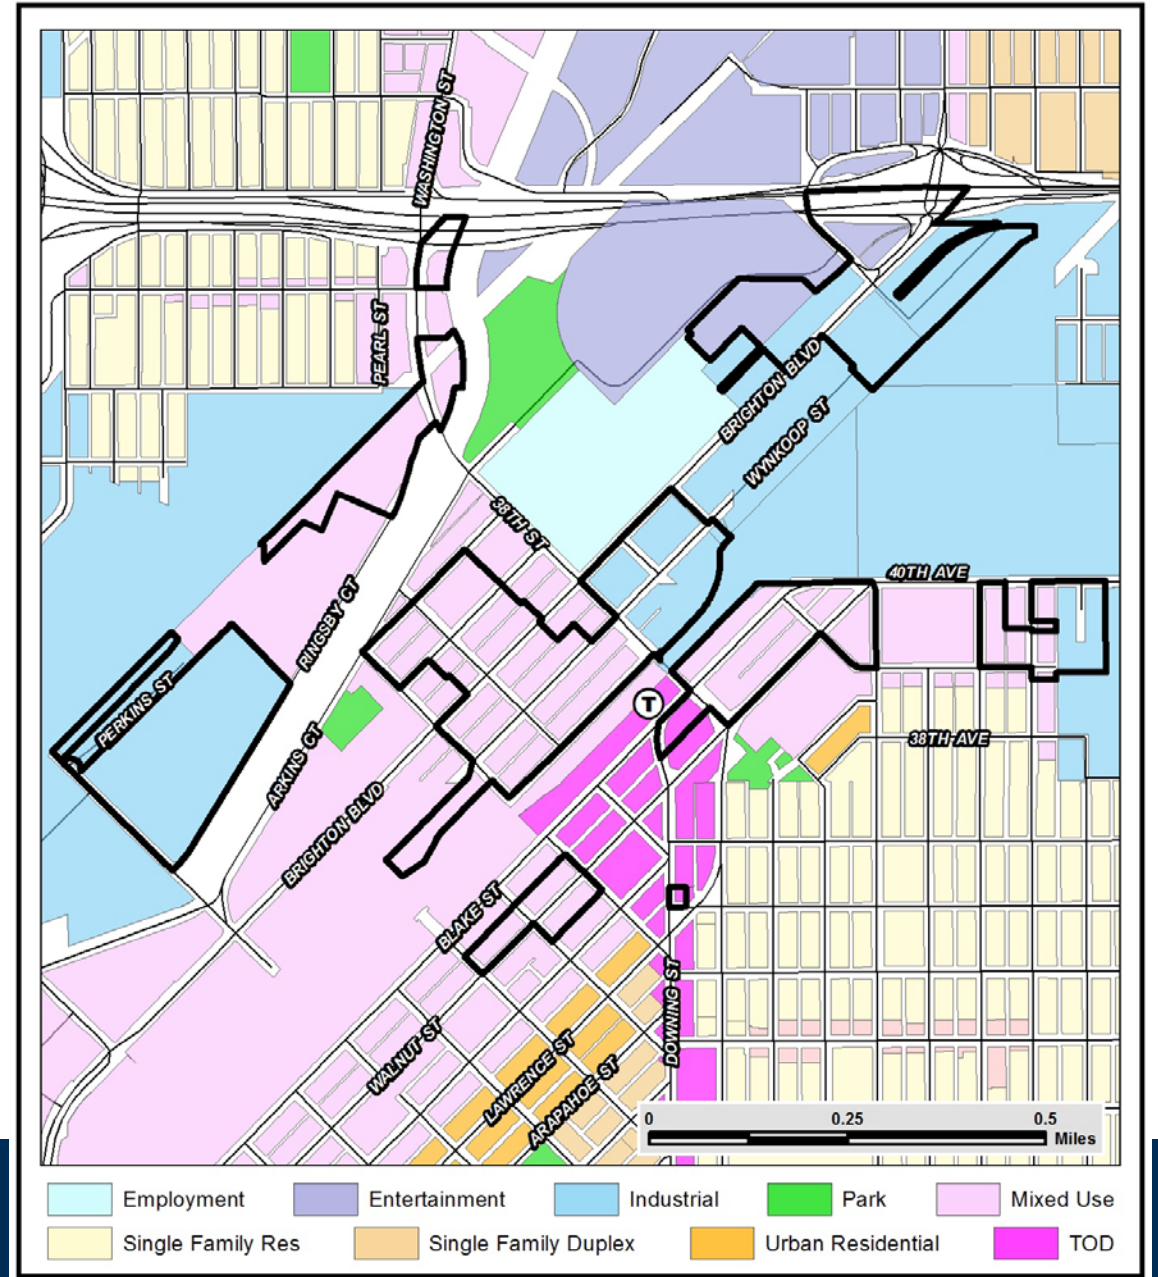 WASHINGTON ST
PEARL ST
BRIGHTON BLVD
WYNKOOP ST
38TH ST
40TH AVE
RINGSBY CT
PERKINS ST
T
38TH AVE
ARKINS CT
BRIGHTON BLVD
BLAKE ST
DOWNING ST
WALNUT ST
LAWRENCE ST
ARAPAHOE ST
0 0.25 0.5
Miles
Employment Entertainment Industrial Park Mixed Use
Single Family Res Single Family Duplex Urban Residential TOD